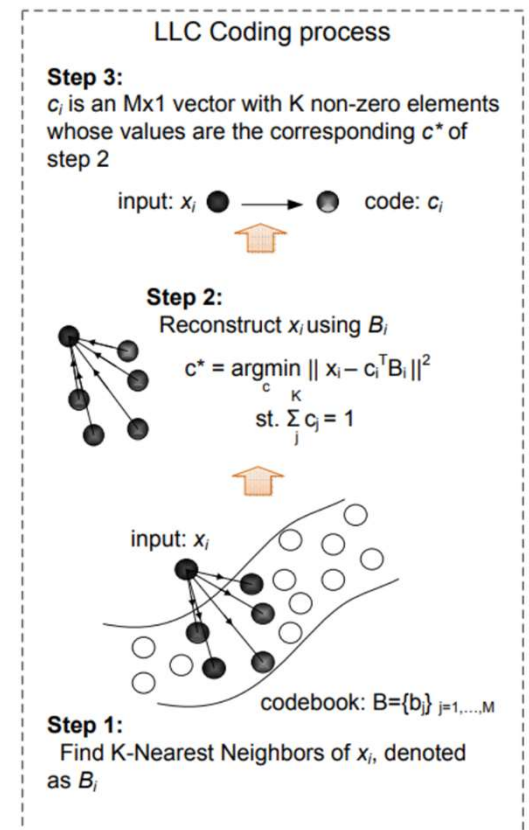 LLC Coding process
Step 3:
cᵢ is an Mx1 vector with K non-zero elements
whose values are the corresponding c* of
step 2
input: xᵢ
code: cᵢ
Step 2:
Reconstruct xᵢ using Bᵢ
c* = argmin || xᵢ – cᵢᵀBᵢ ||²
c
K
st. Σ cⱼ = 1
j
input: xᵢ
codebook: B={bⱼ} j=1,...,M
Step 1:
Find K-Nearest Neighbors of xᵢ, denoted
as Bᵢ